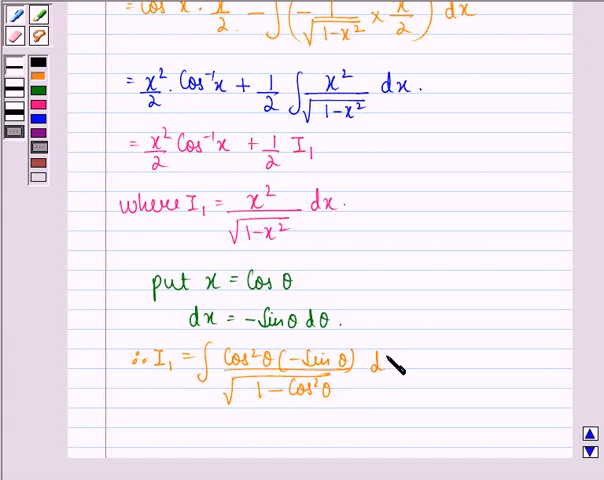 = cos⁻¹x · x²/2 − ∫(−1/√(1−x²) × x²/2) dx
= x²/2 . Cos⁻¹x + 1/2 ∫ x²/√(1−x²) dx.
= x²/2 Cos⁻¹x + 1/2 I₁
where I₁ = x²/√(1−x²) dx.
put x = Cos θ
dx = −Sinθ dθ.
∴ I₁ = ∫ Cos²θ (−Sin θ)/√(1 − Cos²θ) d